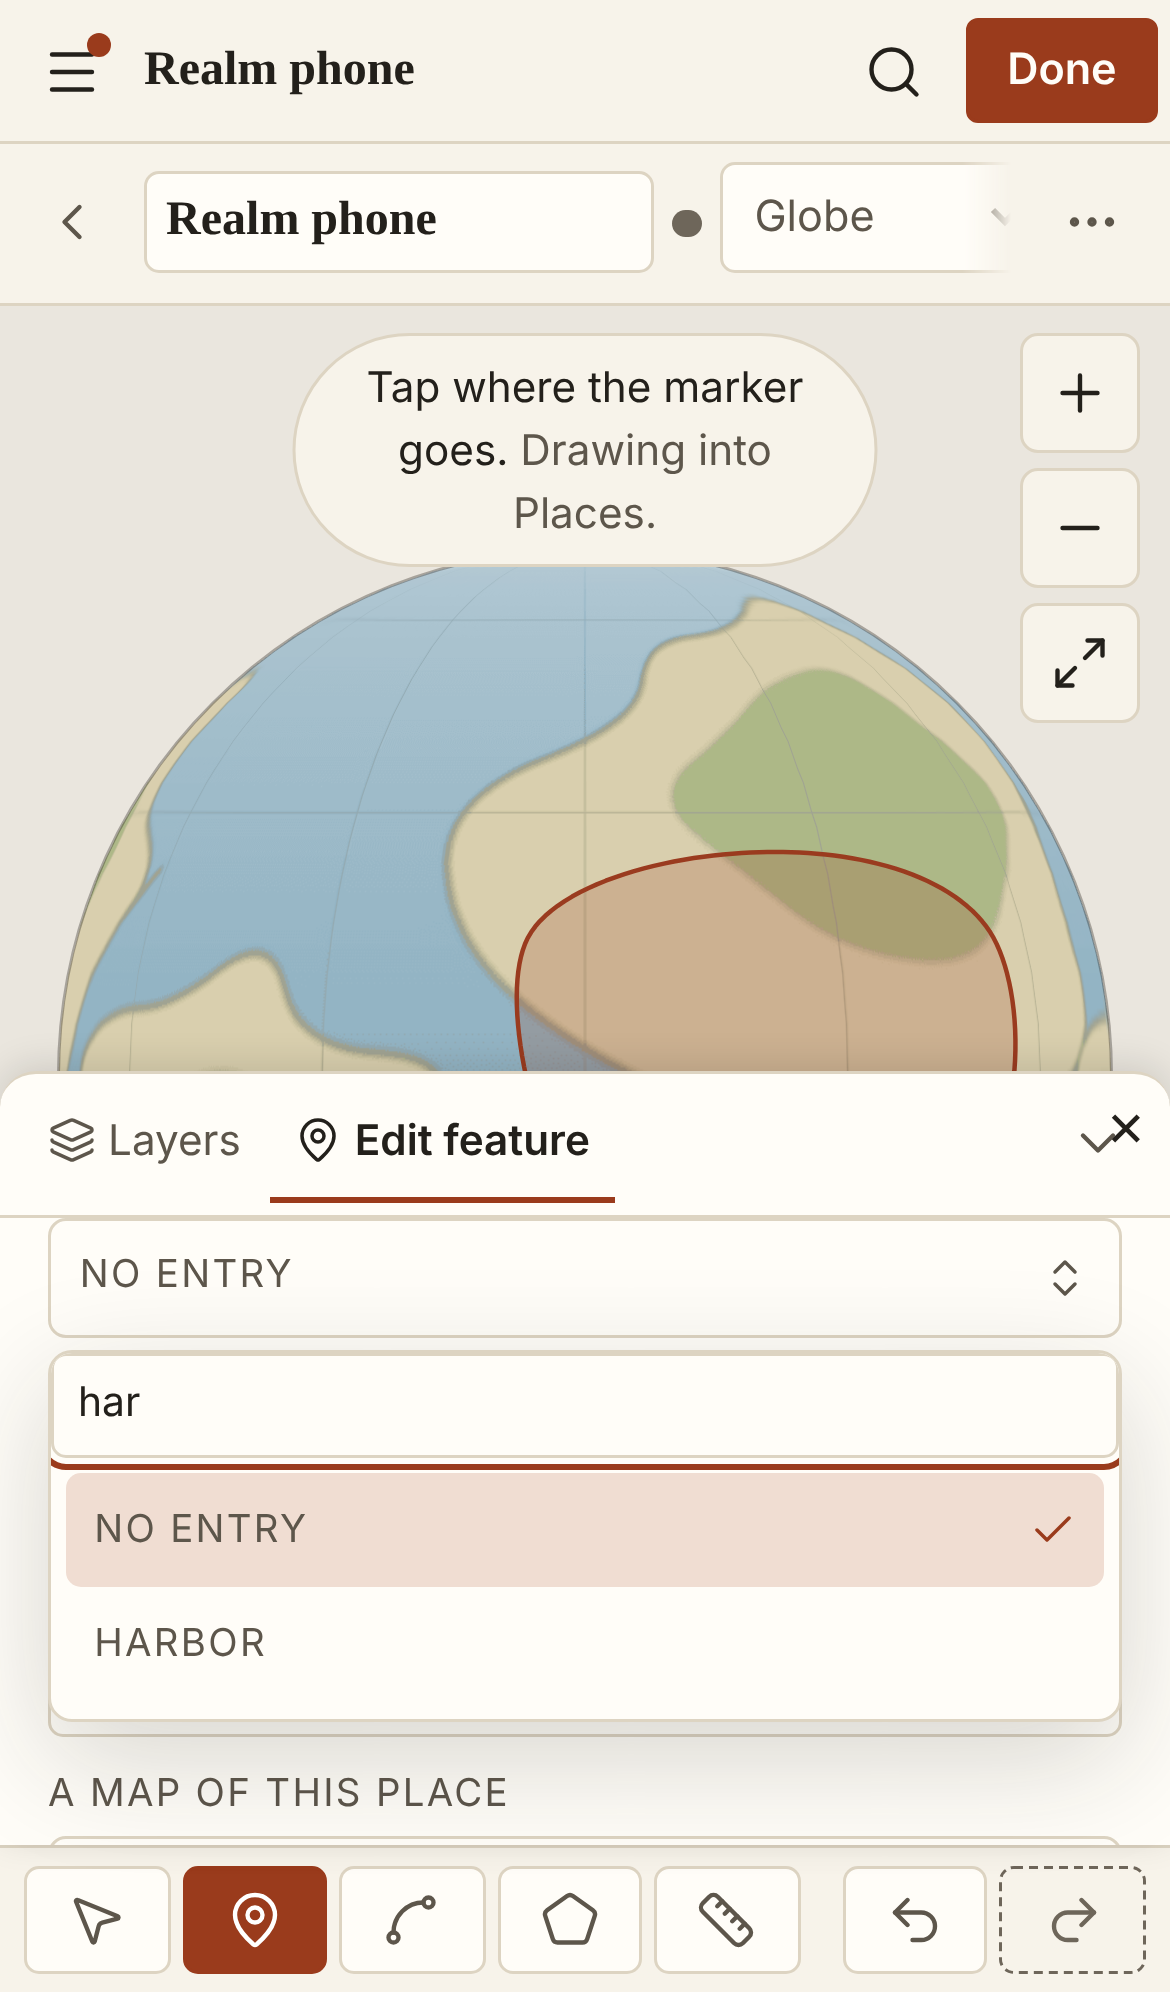 Realm phone
Done
Realm phone
Globe
Tap where the marker
goes. Drawing into
Places.
Layers
Edit feature
NO ENTRY
har
NO ENTRY
HARBOR
A MAP OF THIS PLACE